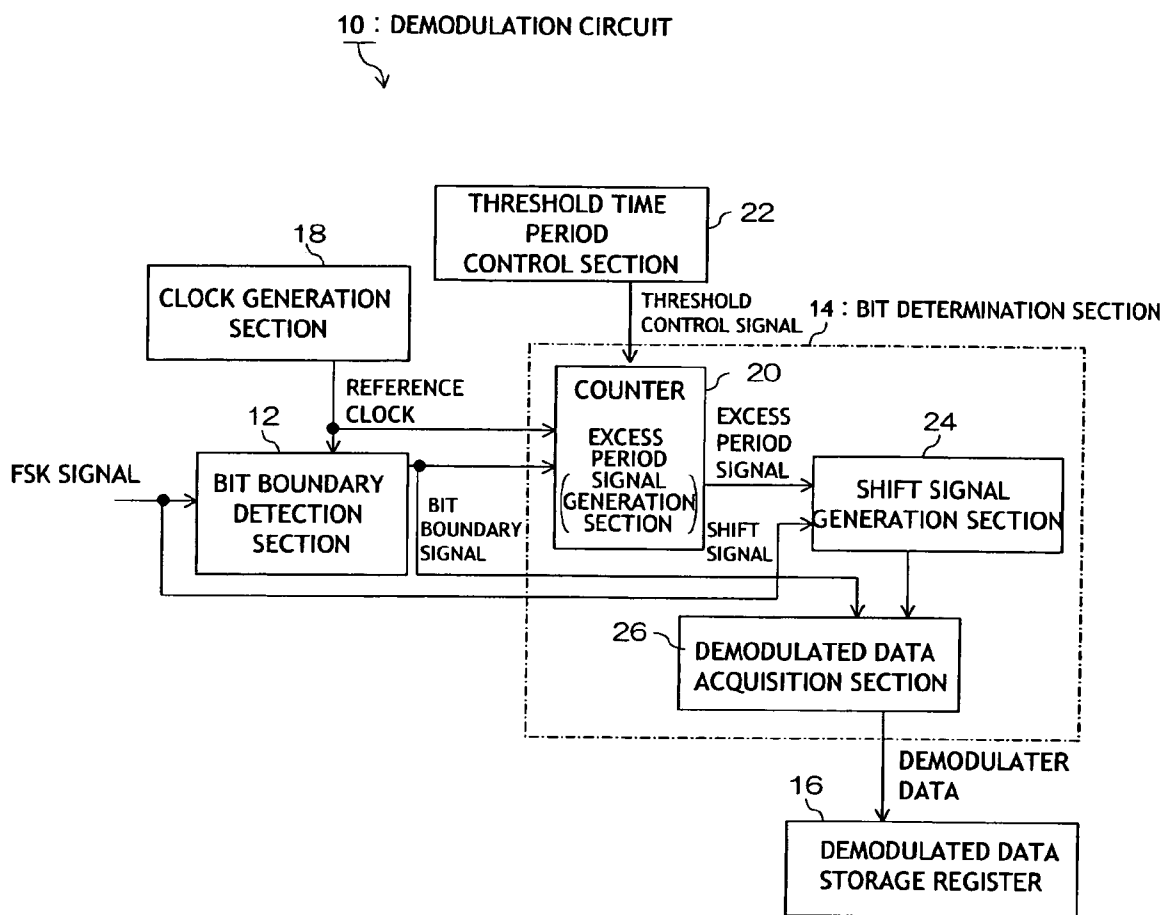 10 : DEMODULATION CIRCUIT
22
THRESHOLD TIME
PERIOD
CONTROL SECTION
18
CLOCK GENERATION
SECTION
THRESHOLD
CONTROL SIGNAL
14 : BIT DETERMINATION SECTION
REFERENCE
CLOCK
20
COUNTER
EXCESS
PERIOD
SIGNAL
GENERATION
SECTION
EXCESS
PERIOD
SIGNAL
24
SHIFT SIGNAL
GENERATION SECTION
12
FSK SIGNAL
BIT BOUNDARY
DETECTION
SECTION
BIT
BOUNDARY
SIGNAL
SHIFT
SIGNAL
26
DEMODULATED DATA
ACQUISITION SECTION
DEMODULATER
DATA
16
DEMODULATED DATA
STORAGE REGISTER